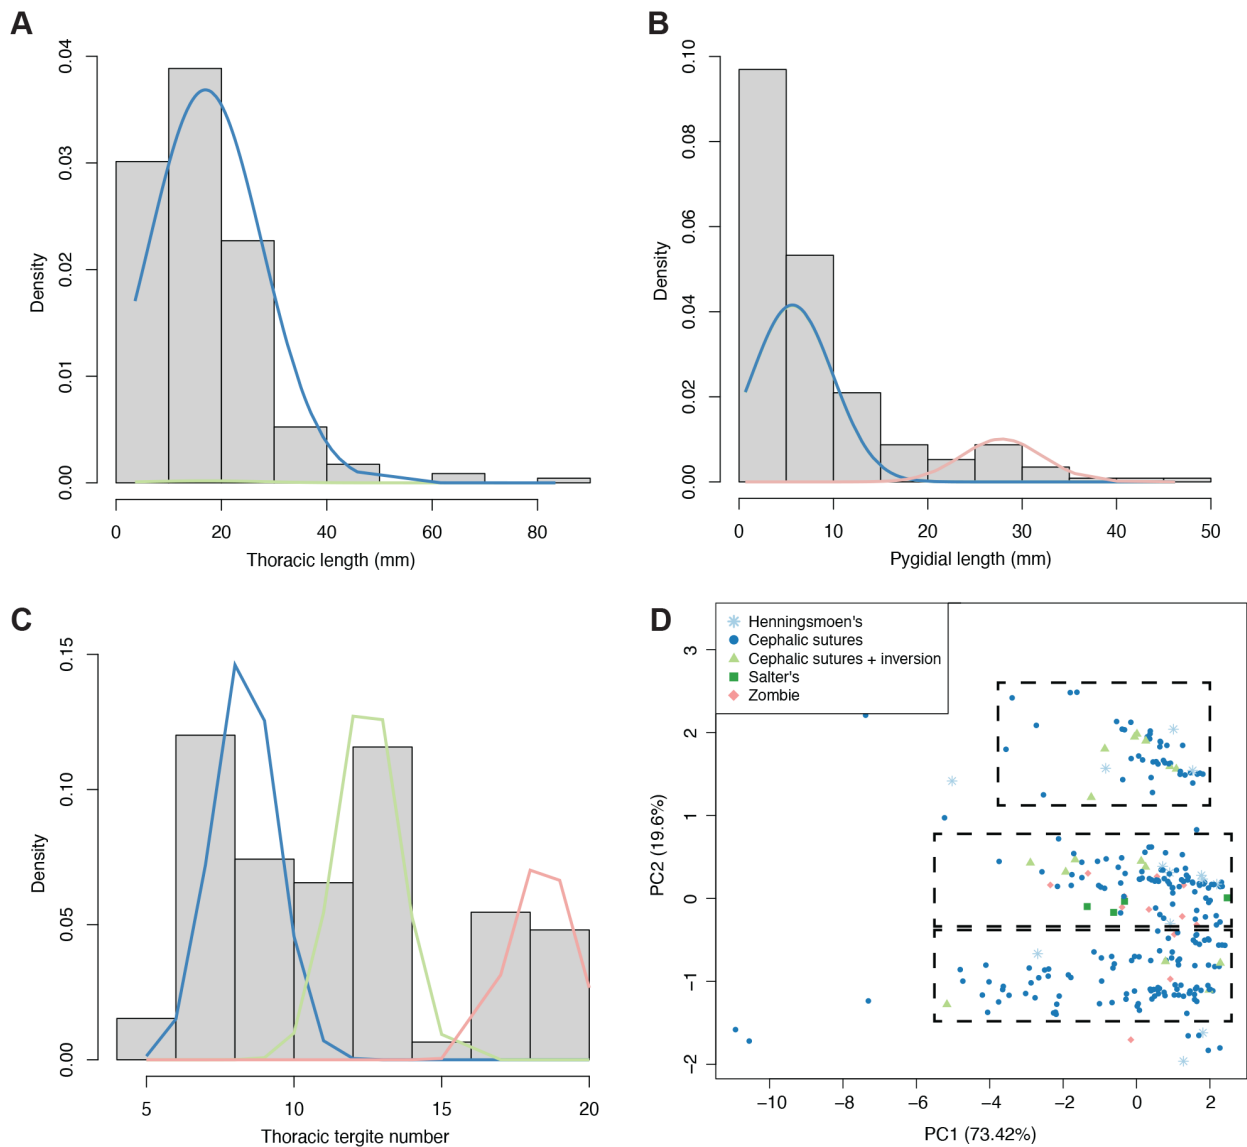 A
0.04
0.03
0.02
0.01
0.00
Density
0 20 40 60 80
Thoracic length (mm)
B
0.10
0.08
0.06
0.04
0.02
0.00
Density
0 10 20 30 40 50
Pygidial length (mm)
C
0.15
0.10
0.05
0.00
Density
5 10 15 20
Thoracic tergite number
D
Henningsmoen's
Cephalic sutures
Cephalic sutures + inversion
Salter's
Zombie
3
2
1
0
−1
−2
PC2 (19.6%)
−10 −8 −6 −4 −2 0 2
PC1 (73.42%)